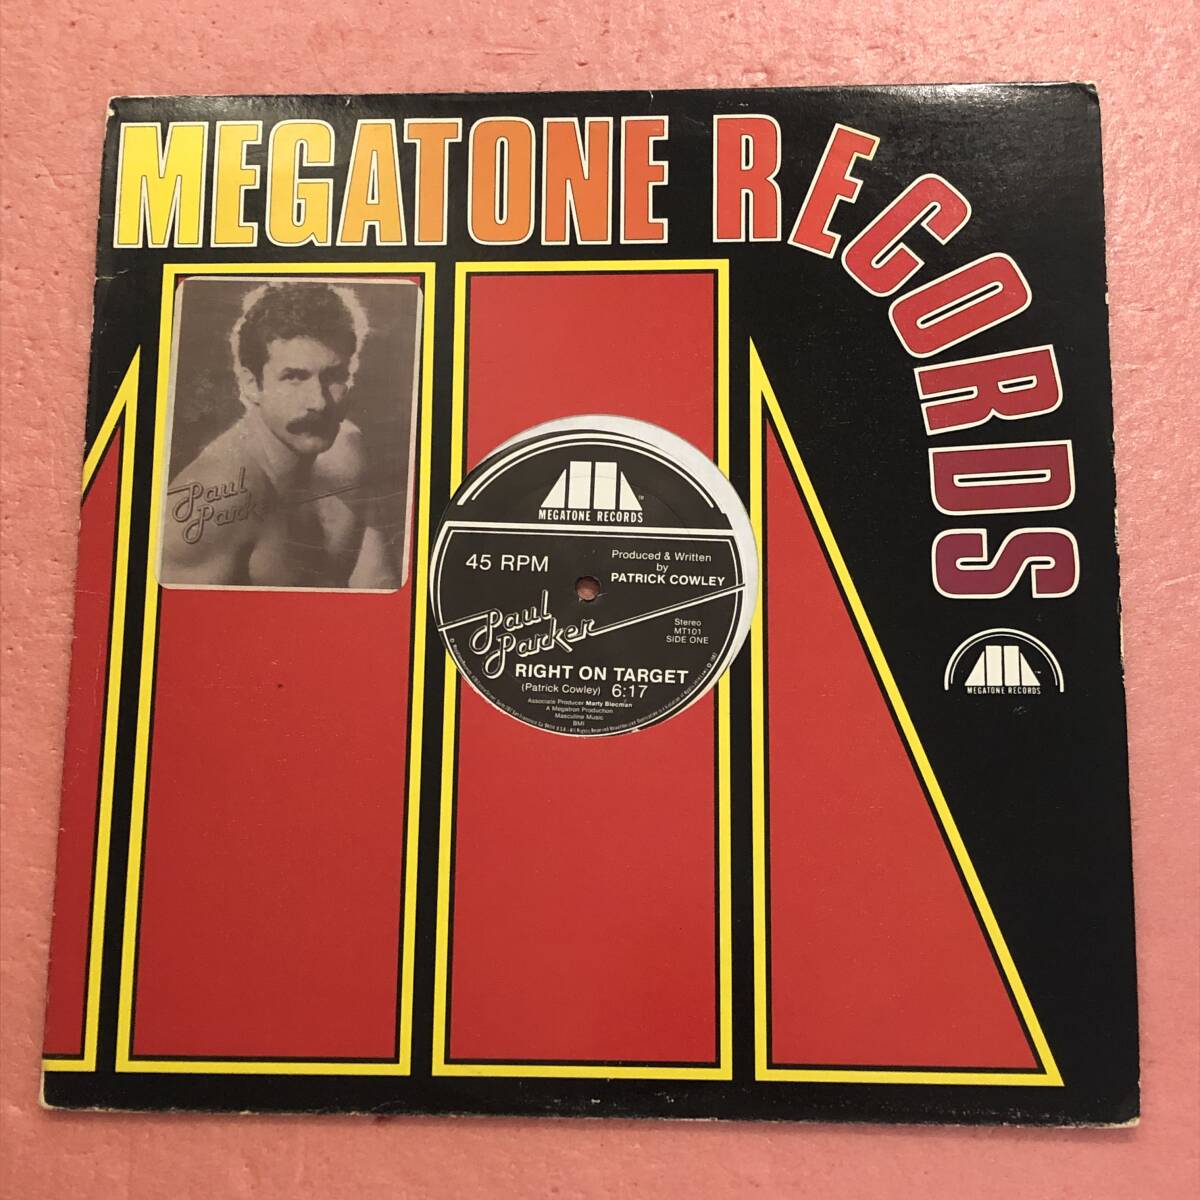 MEGATONE RECORDS
Paul
Parker
MEGATONE RECORDS
45 RPM
Produced & Written
by
PATRICK COWLEY
Paul
Parker
Stereo
MT101
SIDE ONE
RIGHT ON TARGET
(Patrick Cowley) 6:17
Associate Producer Marty Blecman
A Megatron Production
Masculine Music
BMI
MEGATONE RECORDS